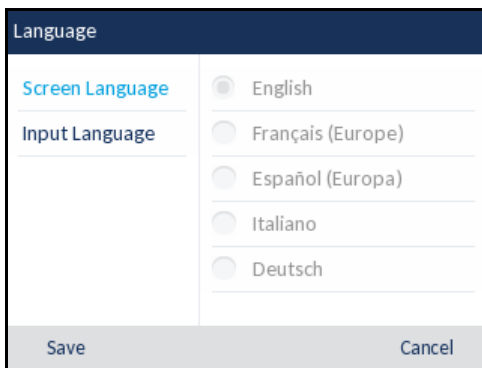 Language
Screen Language
Input Language
English
Français (Europe)
Español (Europa)
Italiano
Deutsch
Save
Cancel